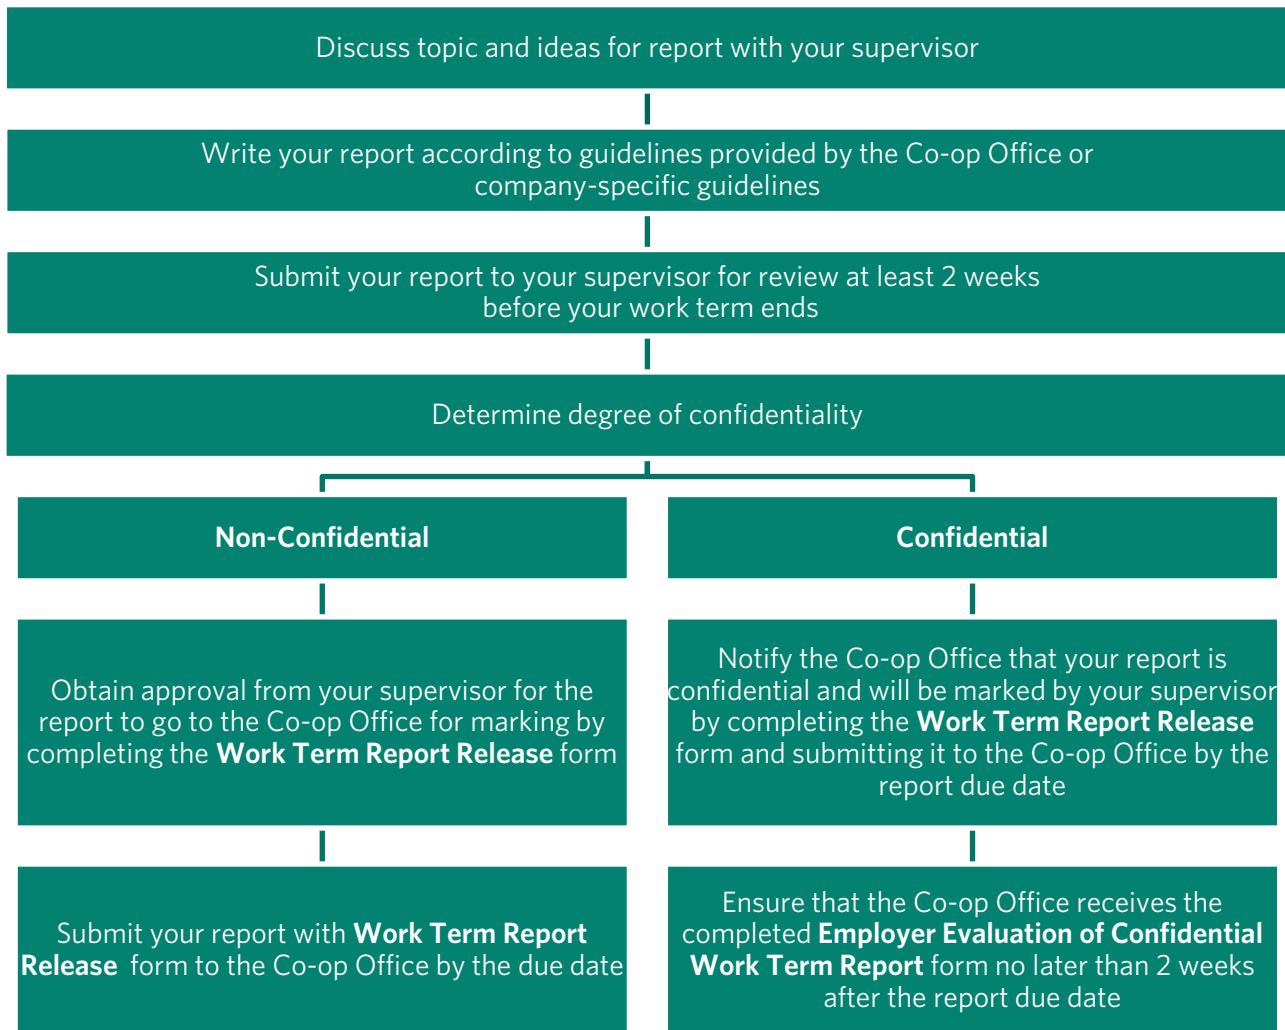 Discuss topic and ideas for report with your supervisor
Write your report according to guidelines provided by the Co-op Office or
company-specific guidelines
Submit your report to your supervisor for review at least 2 weeks
before your work term ends
Determine degree of confidentiality
Non-Confidential
Obtain approval from your supervisor for the
report to go to the Co-op Office for marking by
completing the Work Term Report Release form
Submit your report with Work Term Report
Release form to the Co-op Office by the due date
Confidential
Notify the Co-op Office that your report is
confidential and will be marked by your supervisor
by completing the Work Term Report Release
form and submitting it to the Co-op Office by the
report due date
Ensure that the Co-op Office receives the
completed Employer Evaluation of Confidential
Work Term Report form no later than 2 weeks
after the report due date